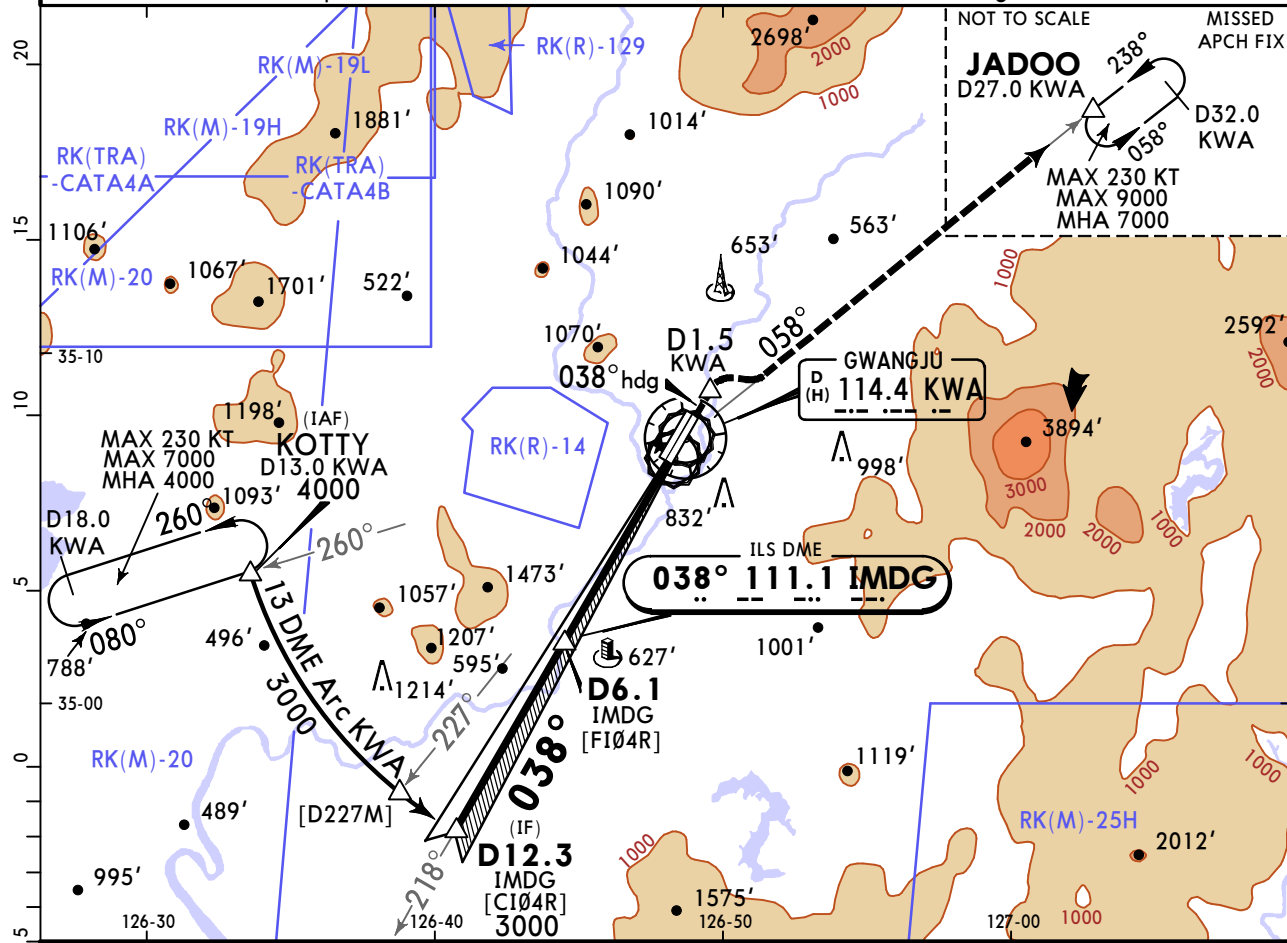 NOT TO SCALE
MISSED
APCH FIX
JADOO
D27.0 KWA
238°
D32.0
KWA
058°
MAX 230 KT
MAX 9000
MHA 7000
20
RK(M)-19L
RK(R)-129
2698'
2000
1000
RK(M)-19H
1881'
1014'
RK(TRA)
-CATA4A
RK(TRA)
-CATA4B
1090'
15
1106'
563'
653'
1044'
1000
RK(M)-20
1067'
1701'
522'
2592'
2000
35-10
1070'
D1.5
KWA
058°
038° hdg
GWANGJU
D
(H)
114.4 KWA
10
1198'
(IAF)
KOTTY
D13.0 KWA
4000
MAX 230 KT
MAX 7000
MHA 4000
RK(R)-14
3894'
998'
3000
2000
2000
1000
D18.0
KWA
260°
1093'
832'
260°
ILS DME
038° 111.1 IMDG
5
080°
788'
13 DME Arc KWA
3000
1057'
1473'
496'
1207'
595'
1214'
627'
1001'
227°
D6.1
IMDG
[FIØ4R]
35-00
RK(M)-20
0
038°
1119'
1000
1000
[D227M]
489'
(IF)
D12.3
IMDG
[CIØ4R]
3000
218°
RK(M)-25H
2012'
1000
995'
1575'
1000
5
126-30
126-40
126-50
127-00